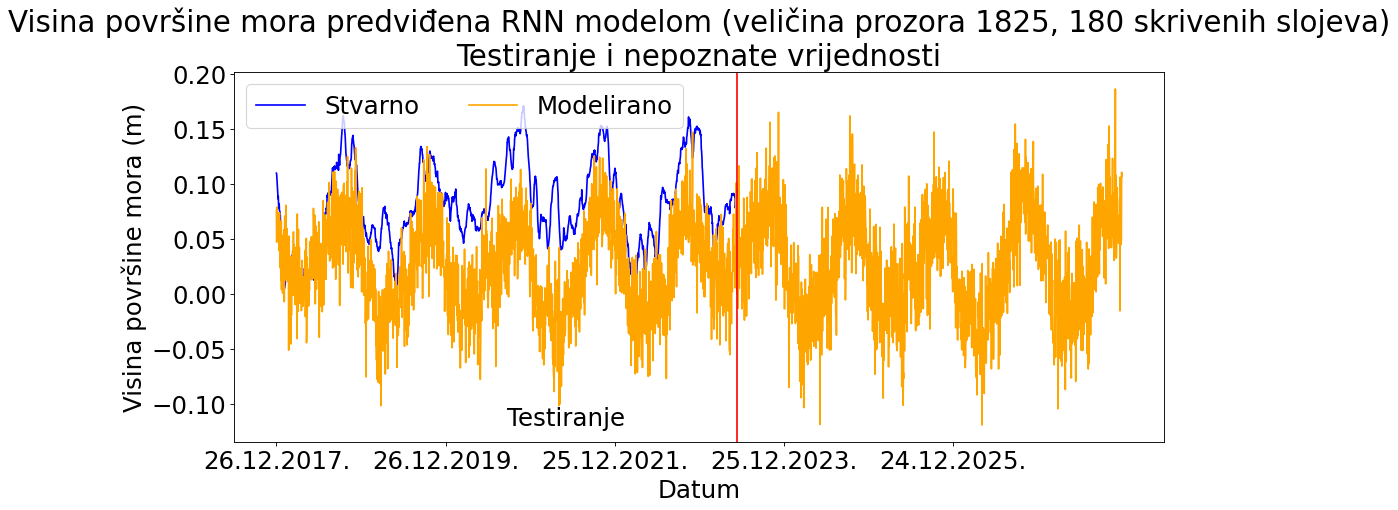 Visina površine mora predviđena RNN modelom (veličina prozora 1825, 180 skrivenih slojeva)
Testiranje i nepoznate vrijednosti
Stvarno
Modelirano
Visina površine mora (m)
0.20
0.15
0.10
0.05
0.00
−0.05
−0.10
Testiranje
26.12.2017.
26.12.2019.
25.12.2021.
25.12.2023.
24.12.2025.
Datum